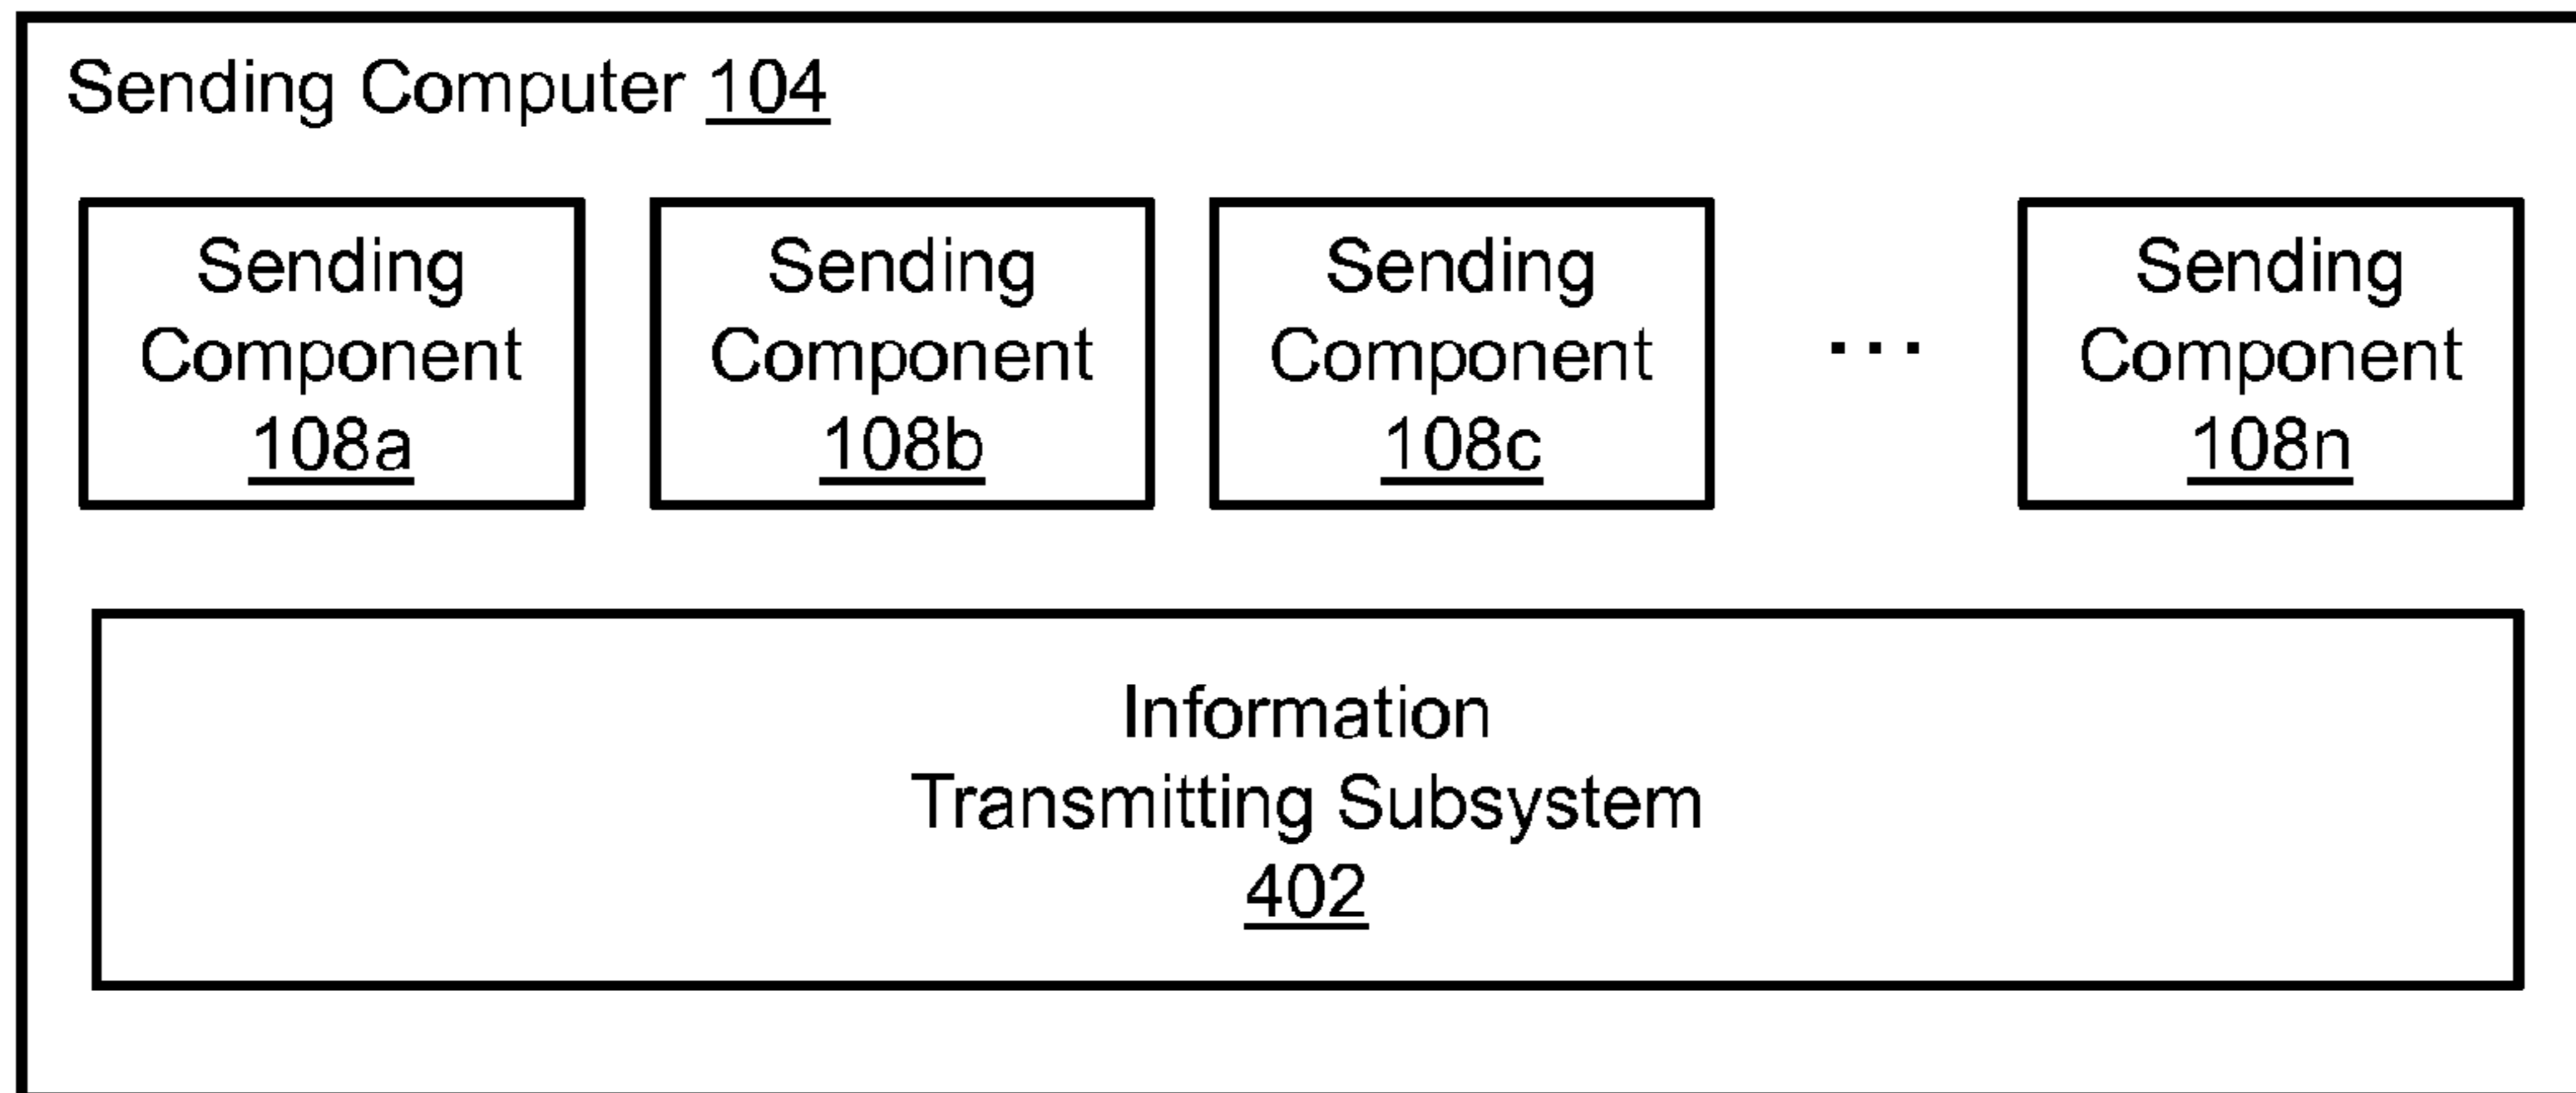 Sending Computer 104
Sending
Component
108a
Sending
Component
108b
Sending
Component
108c
...
Sending
Component
108n
Information
Transmitting Subsystem
402